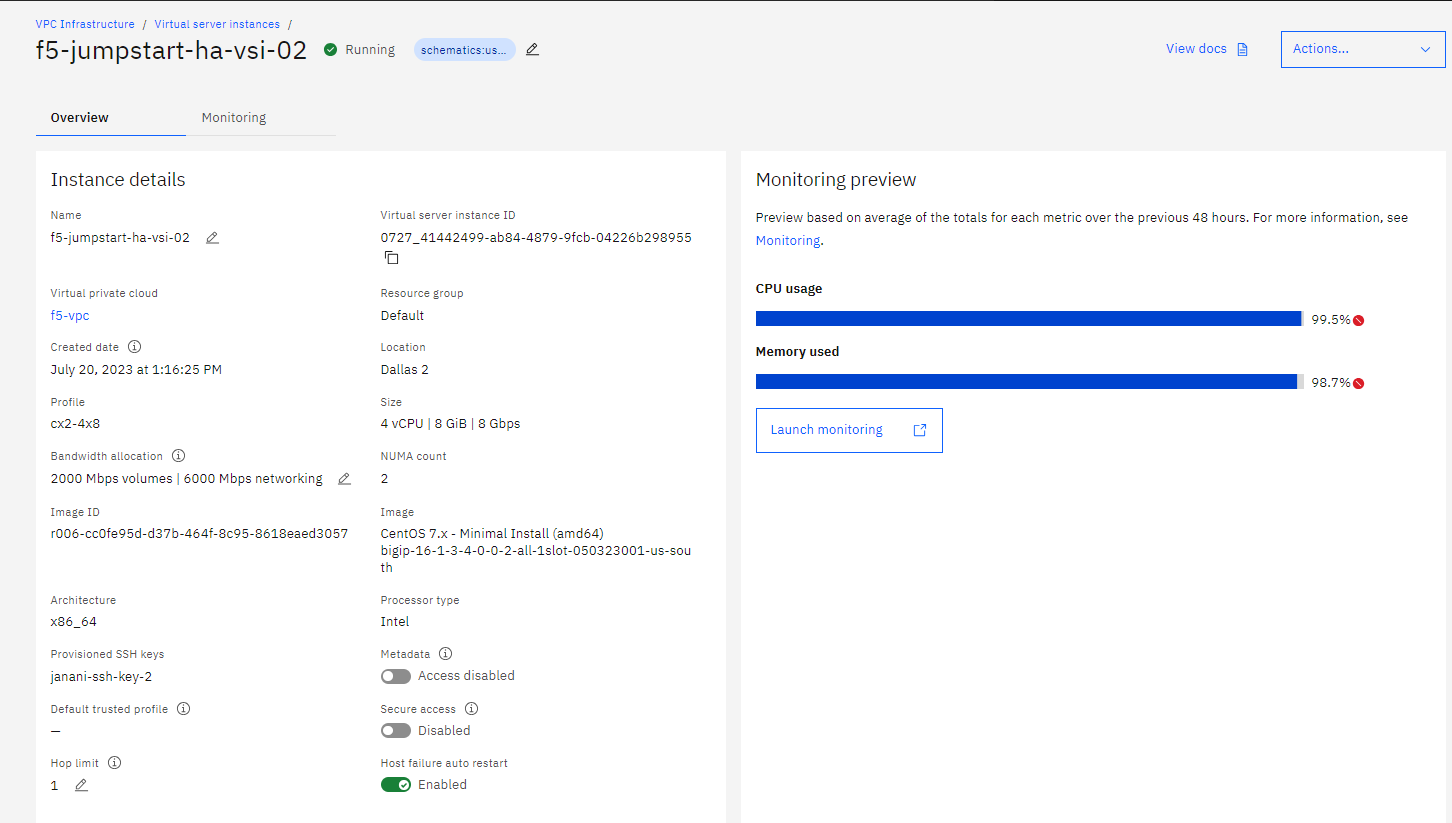 VPC Infrastructure / Virtual server instances /
f5-jumpstart-ha-vsi-02 Running schematics:us... View docs Actions...
Overview Monitoring
Instance details
Name Virtual server instance ID
f5-jumpstart-ha-vsi-02 0727_41442499-ab84-4879-9fcb-04226b298955
Virtual private cloud Resource group
f5-vpc Default
Created date Location
July 20, 2023 at 1:16:25 PM Dallas 2
Profile Size
cx2-4x8 4 vCPU | 8 GiB | 8 Gbps
Bandwidth allocation NUMA count
2000 Mbps volumes | 6000 Mbps networking 2
Image ID Image
r006-cc0fe95d-d37b-464f-8c95-8618eaed3057 CentOS 7.x - Minimal Install (amd64)
bigip-16-1-3-4-0-0-2-all-1slot-050323001-us-sou
th
Architecture Processor type
x86_64 Intel
Provisioned SSH keys Metadata
janani-ssh-key-2 Access disabled
Default trusted profile Secure access
– Disabled
Hop limit Host failure auto restart
1 Enabled
Monitoring preview
Preview based on average of the totals for each metric over the previous 48 hours. For more information, see
Monitoring.
CPU usage
99.5%
Memory used
98.7%
Launch monitoring